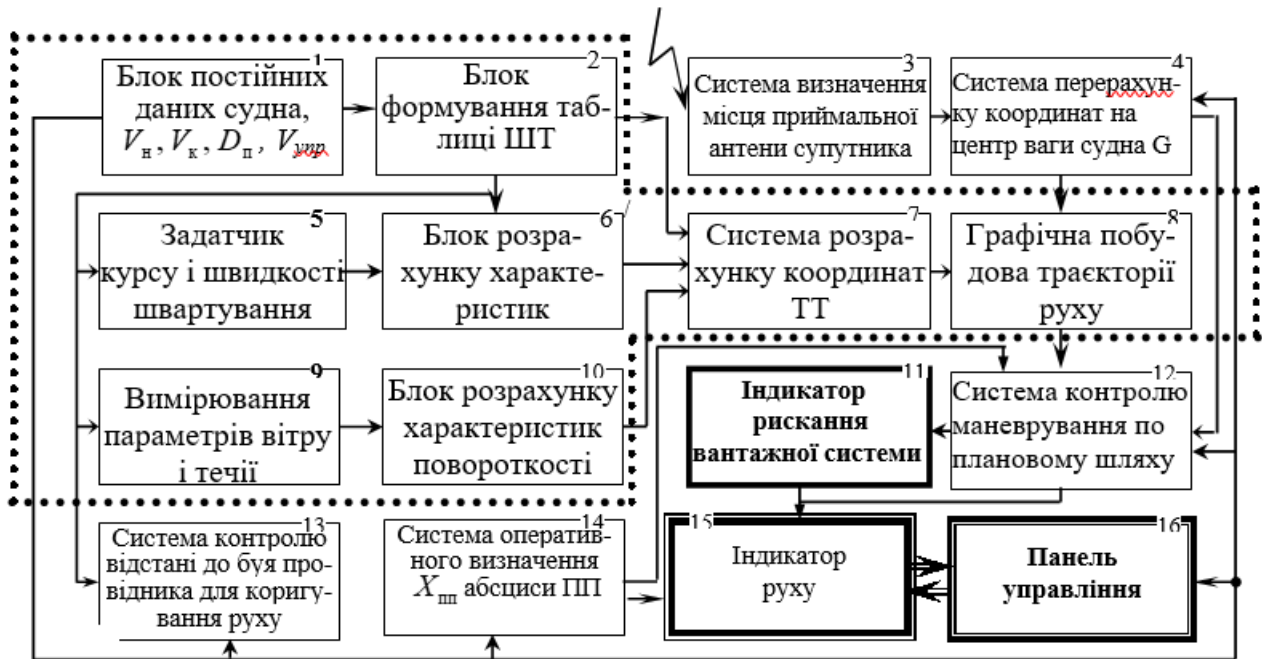 1
Блок постійних
даних судна,
Vн, Vк, Dп, Vупр
2
Блок
формування таб-
лиці ШТ
3
Система визначення
місця приймальної
антени супутника
4
Система перерахун-
ку координат на
центр ваги судна G
5
Задатчик
курсу і швидкості
швартування
6
Блок розра-
хунку характе-
ристик
7
Система розра-
хунку координат
ТТ
8
Графічна побу-
дова траєкторії
руху
9
Вимірювання
параметрів вітру
і течії
10
Блок розрахунку
характеристик
повороткості
11
Індикатор
рискання
вантажної системи
12
Система контролю
маневрування по
плановому шляху
13
Система контролю
відстані до буя про-
відника для коригу-
вання руху
14
Система оператив-
ного визначення
Xпп абсциси ПП
15
Індикатор
руху
16
Панель
управління